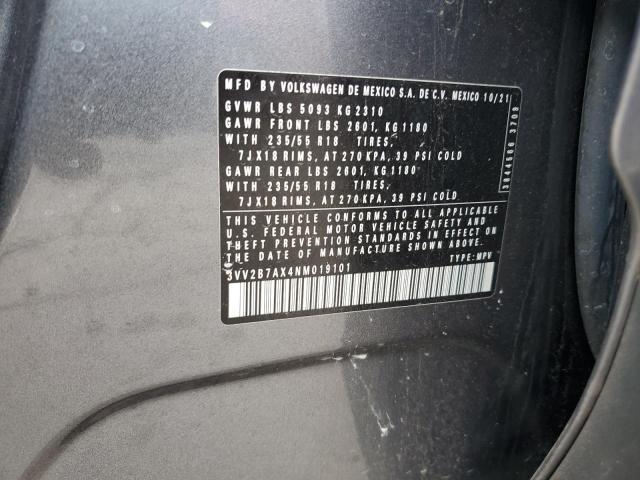 MFD BY VOLKSWAGEN DE MEXICO S.A. DE C.V. MEXICO 10/21
GVWR LBS 5093 KG 2310
GAWR FRONT LBS 2601, KG 1180
WITH 235/55 R18 TIRES,
7JX18 RIMS, AT 270 KPA, 39 PSI COLD
GAWR REAR LBS 2601, KG 1180
WITH 235/55 R18 TIRES,
7JX18 RIMS, AT 270 KPA, 39 PSI COLD
THIS VEHICLE CONFORMS TO ALL APPLICABLE
U.S. FEDERAL MOTOR VEHICLE SAFETY AND
THEFT PREVENTION STANDARDS IN EFFECT ON
THE DATE OF MANUFACTURE SHOWN ABOVE.
3VV2B7AX4NM019101 TYPE: MPV
3044566 3709